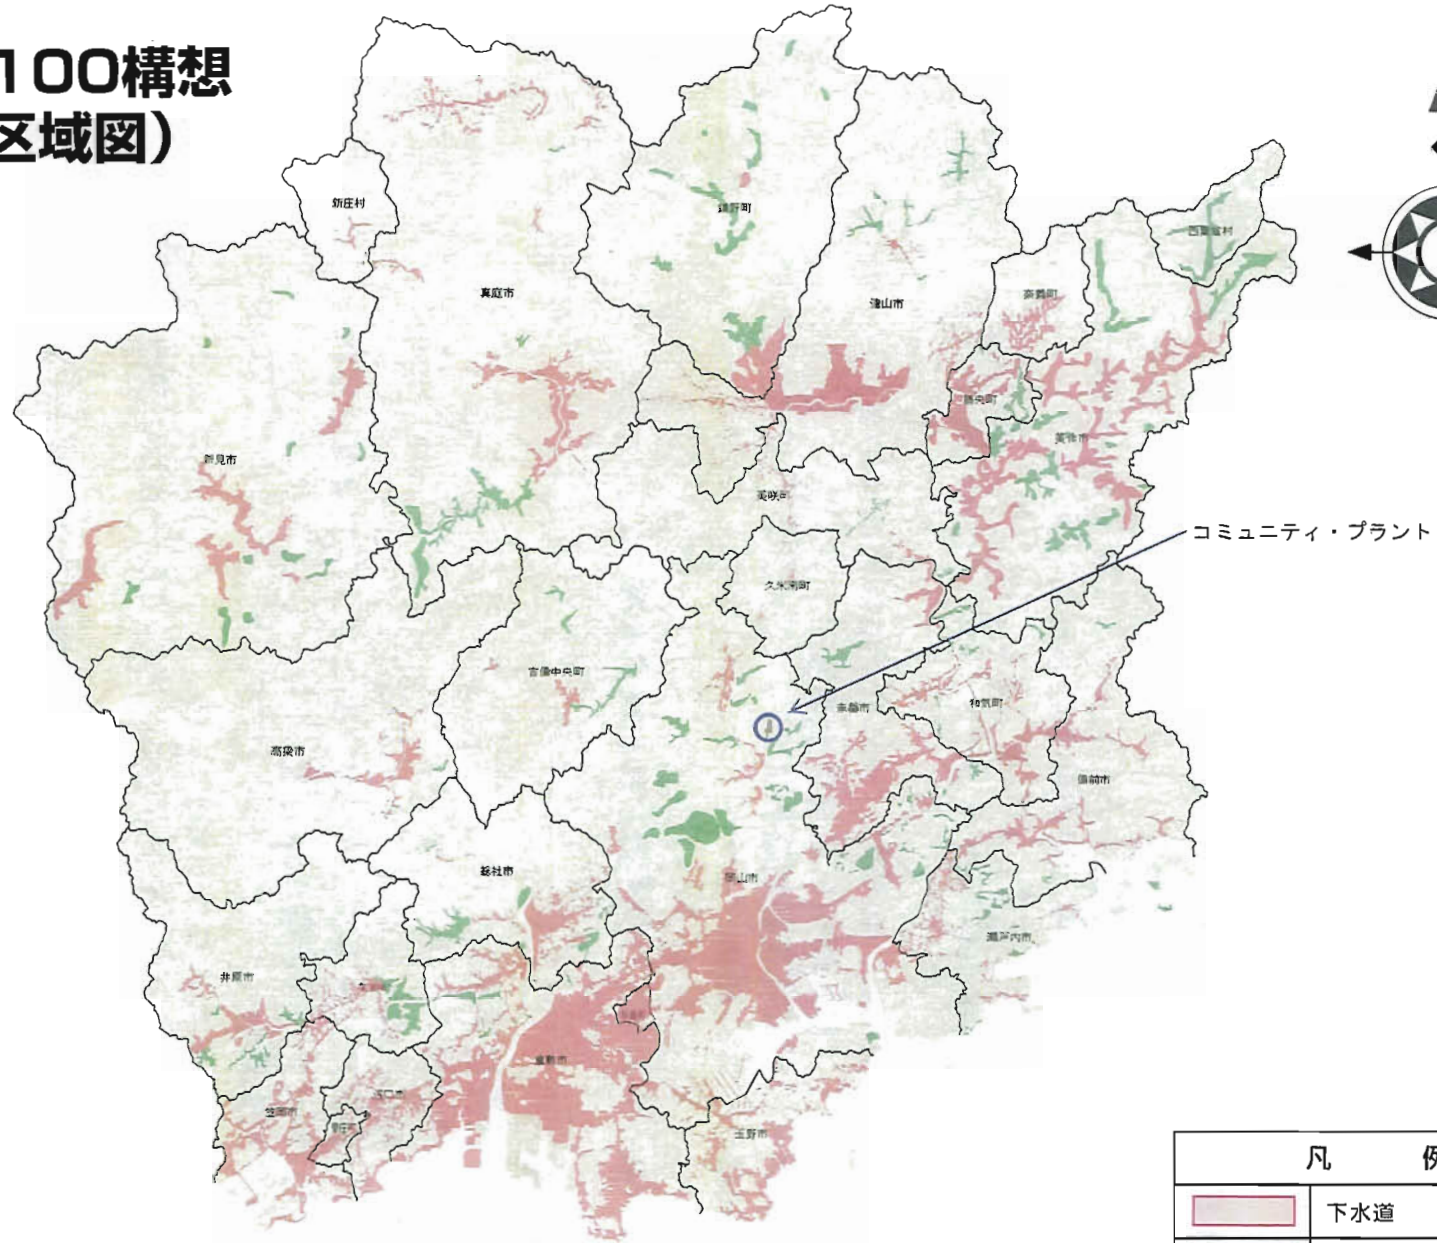 100構想
区域図）
新庄村
鏡野町
西粟倉村
真庭市
津山市
奈義町
勝央町
美作市
新見市
美咲町
コミュニティ・プラント
久米南町
吉備中央町
赤磐市
和気町
高梁市
備前市
総社市
岡山市
瀬戸内市
井原市
倉敷市
笠岡市
玉野市
凡
下水道